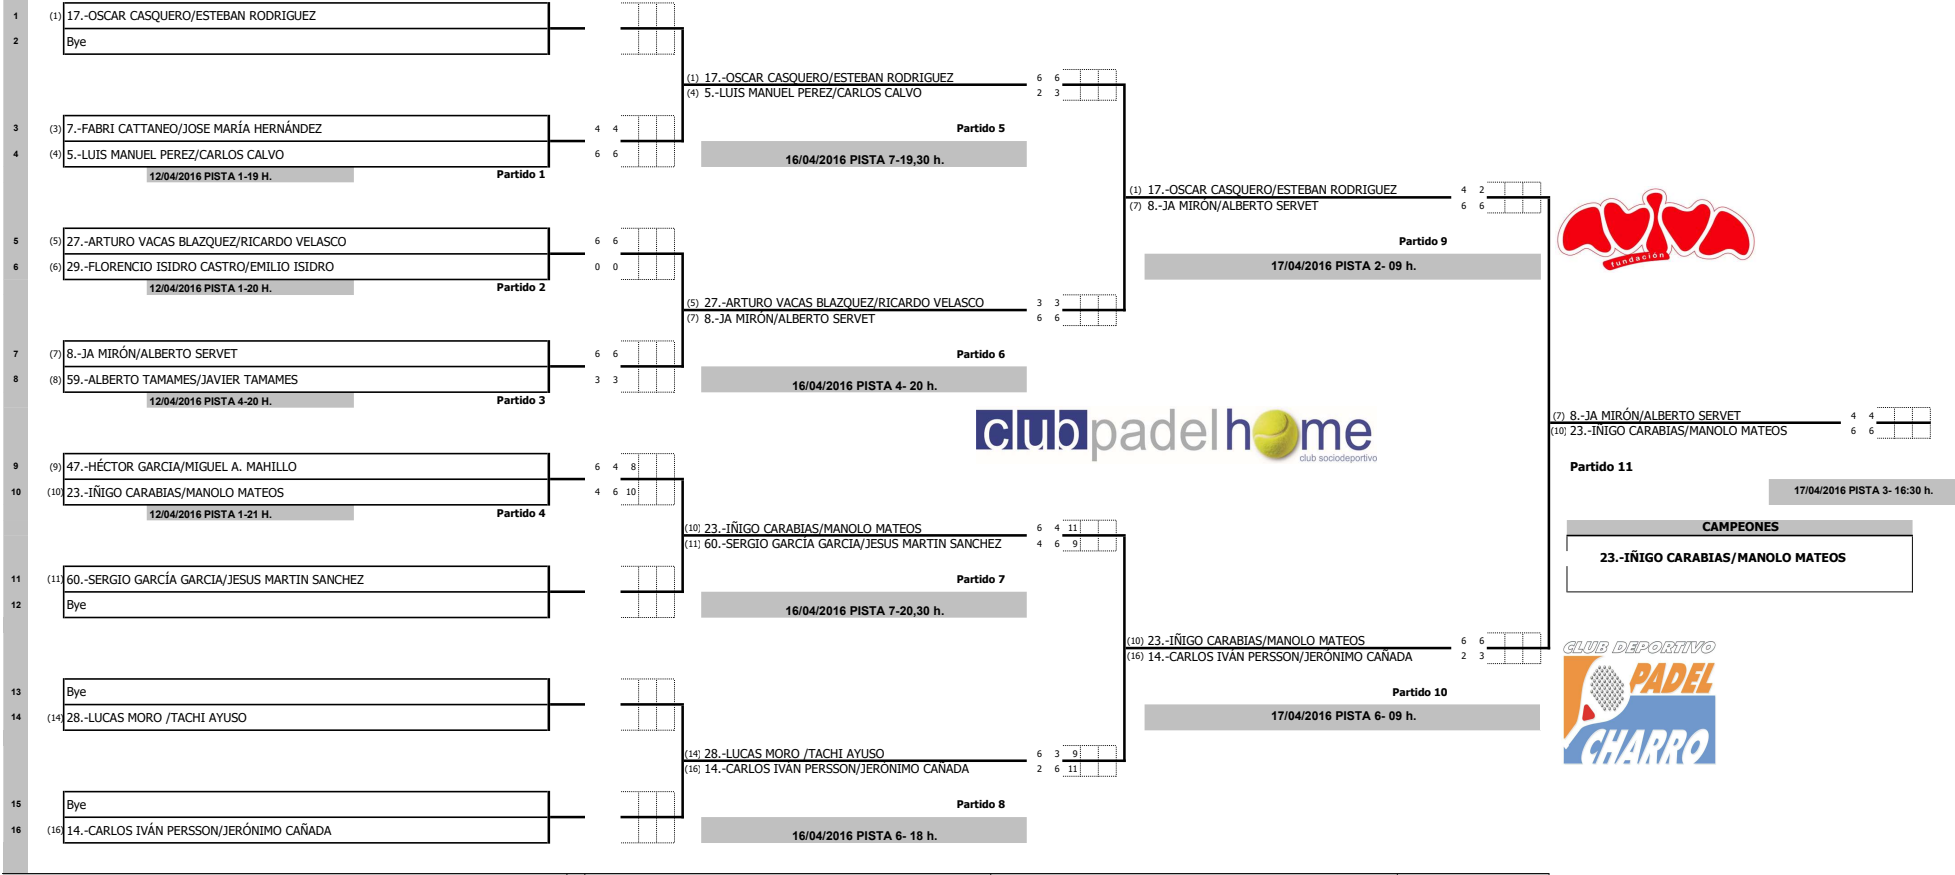 1 (1) 17.-OSCAR CASQUERO/ESTEBAN RODRIGUEZ
2 Bye
3 (3) 7.-FABRI CATTANEO/JOSE MARÍA HERNÁNDEZ 4 4
4 (4) 5.-LUIS MANUEL PEREZ/CARLOS CALVO 6 6
12/04/2016 PISTA 1-19 H. Partido 1
5 (5) 27.-ARTURO VACAS BLAZQUEZ/RICARDO VELASCO 6 6
6 (6) 29.-FLORENCIO ISIDRO CASTRO/EMILIO ISIDRO 0 0
12/04/2016 PISTA 1-20 H. Partido 2
7 (7) 8.-JA MIRÓN/ALBERTO SERVET 6 6
8 (8) 59.-ALBERTO TAMAMES/JAVIER TAMAMES 3 3
12/04/2016 PISTA 4-20 H. Partido 3
9 (9) 47.-HÉCTOR GARCIA/MIGUEL A. MAHILLO 6 4 8
10 (10) 23.-IÑIGO CARABIAS/MANOLO MATEOS 4 6 10
12/04/2016 PISTA 1-21 H. Partido 4
11 (11) 60.-SERGIO GARCÍA GARCIA/JESUS MARTIN SANCHEZ
12 Bye
13 Bye
14 (14) 28.-LUCAS MORO /TACHI AYUSO
15 Bye
16 (16) 14.-CARLOS IVÁN PERSSON/JERÓNIMO CAÑADA
(1) 17.-OSCAR CASQUERO/ESTEBAN RODRIGUEZ 6 6
(4) 5.-LUIS MANUEL PEREZ/CARLOS CALVO 2 3
Partido 5
16/04/2016 PISTA 7-19,30 h.
(5) 27.-ARTURO VACAS BLAZQUEZ/RICARDO VELASCO 3 3
(7) 8.-JA MIRÓN/ALBERTO SERVET 6 6
Partido 6
16/04/2016 PISTA 4- 20 h.
(10) 23.-IÑIGO CARABIAS/MANOLO MATEOS 6 4 11
(11) 60.-SERGIO GARCÍA GARCIA/JESUS MARTIN SANCHEZ 4 6 9
Partido 7
16/04/2016 PISTA 7-20,30 h.
(14) 28.-LUCAS MORO /TACHI AYUSO 6 3 9
(16) 14.-CARLOS IVÁN PERSSON/JERÓNIMO CAÑADA 2 6 11
Partido 8
16/04/2016 PISTA 6- 18 h.
(1) 17.-OSCAR CASQUERO/ESTEBAN RODRIGUEZ 4 2
(7) 8.-JA MIRÓN/ALBERTO SERVET 6 6
Partido 9
17/04/2016 PISTA 2- 09 h.
(10) 23.-IÑIGO CARABIAS/MANOLO MATEOS 6 6
(16) 14.-CARLOS IVÁN PERSSON/JERÓNIMO CAÑADA 2 3
Partido 10
17/04/2016 PISTA 6- 09 h.
club padel home
club sociodeportivo
aviva
fundación
(7) 8.-JA MIRÓN/ALBERTO SERVET 4 4
(10) 23.-IÑIGO CARABIAS/MANOLO MATEOS 6 6
Partido 11
17/04/2016 PISTA 3- 16:30 h.
CAMPEONES
23.-IÑIGO CARABIAS/MANOLO MATEOS
CLUB DEPORTIVO
PADEL
CHARRO